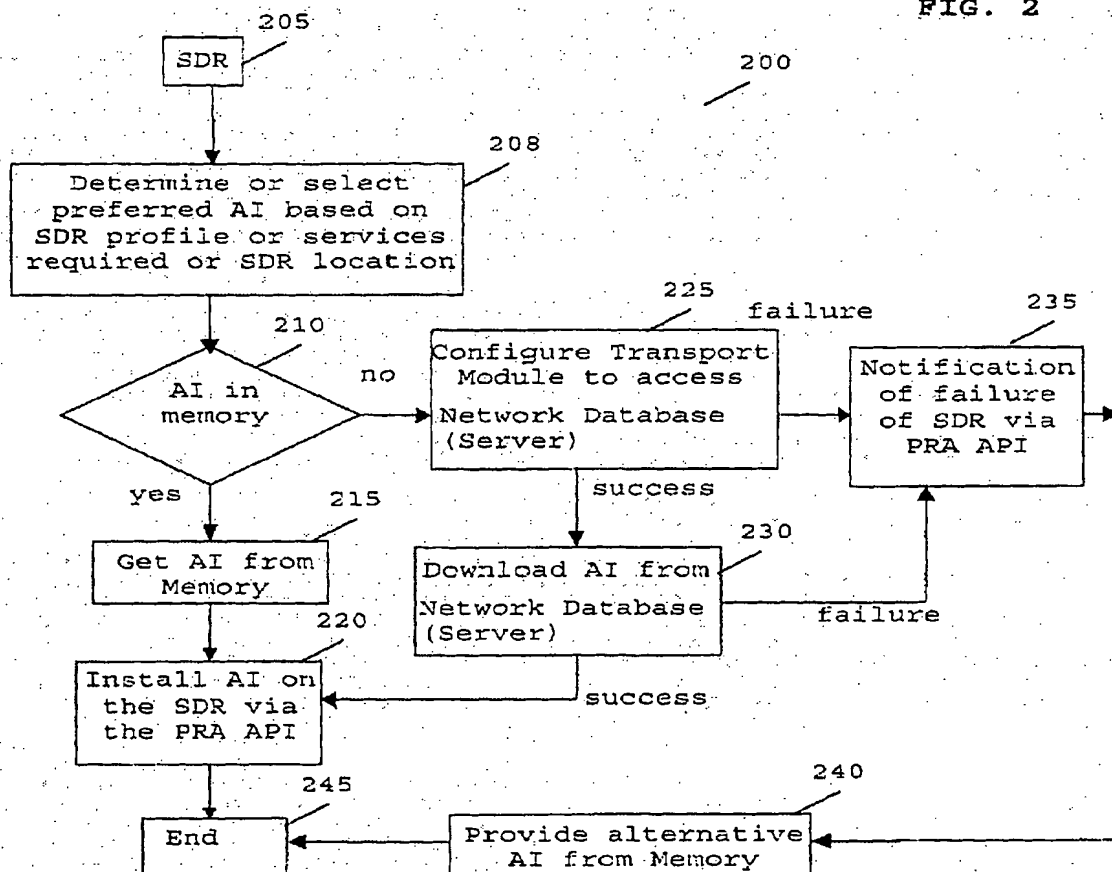 FIG. 2
205
SDR
200
208
Determine or select
preferred AI based on
SDR profile or services
required or SDR location
210
AI in
memory
no
yes
225
failure
Configure Transport
Module to access
Network Database
(Server)
success
235
Notification
of failure
of SDR via
PRA API
215
Get AI from
Memory
230
Download AI from
Network Database
(Server)
failure
success
220
Install AI on
the SDR via
the PRA API
245
End
240
Provide alternative
AI from Memory